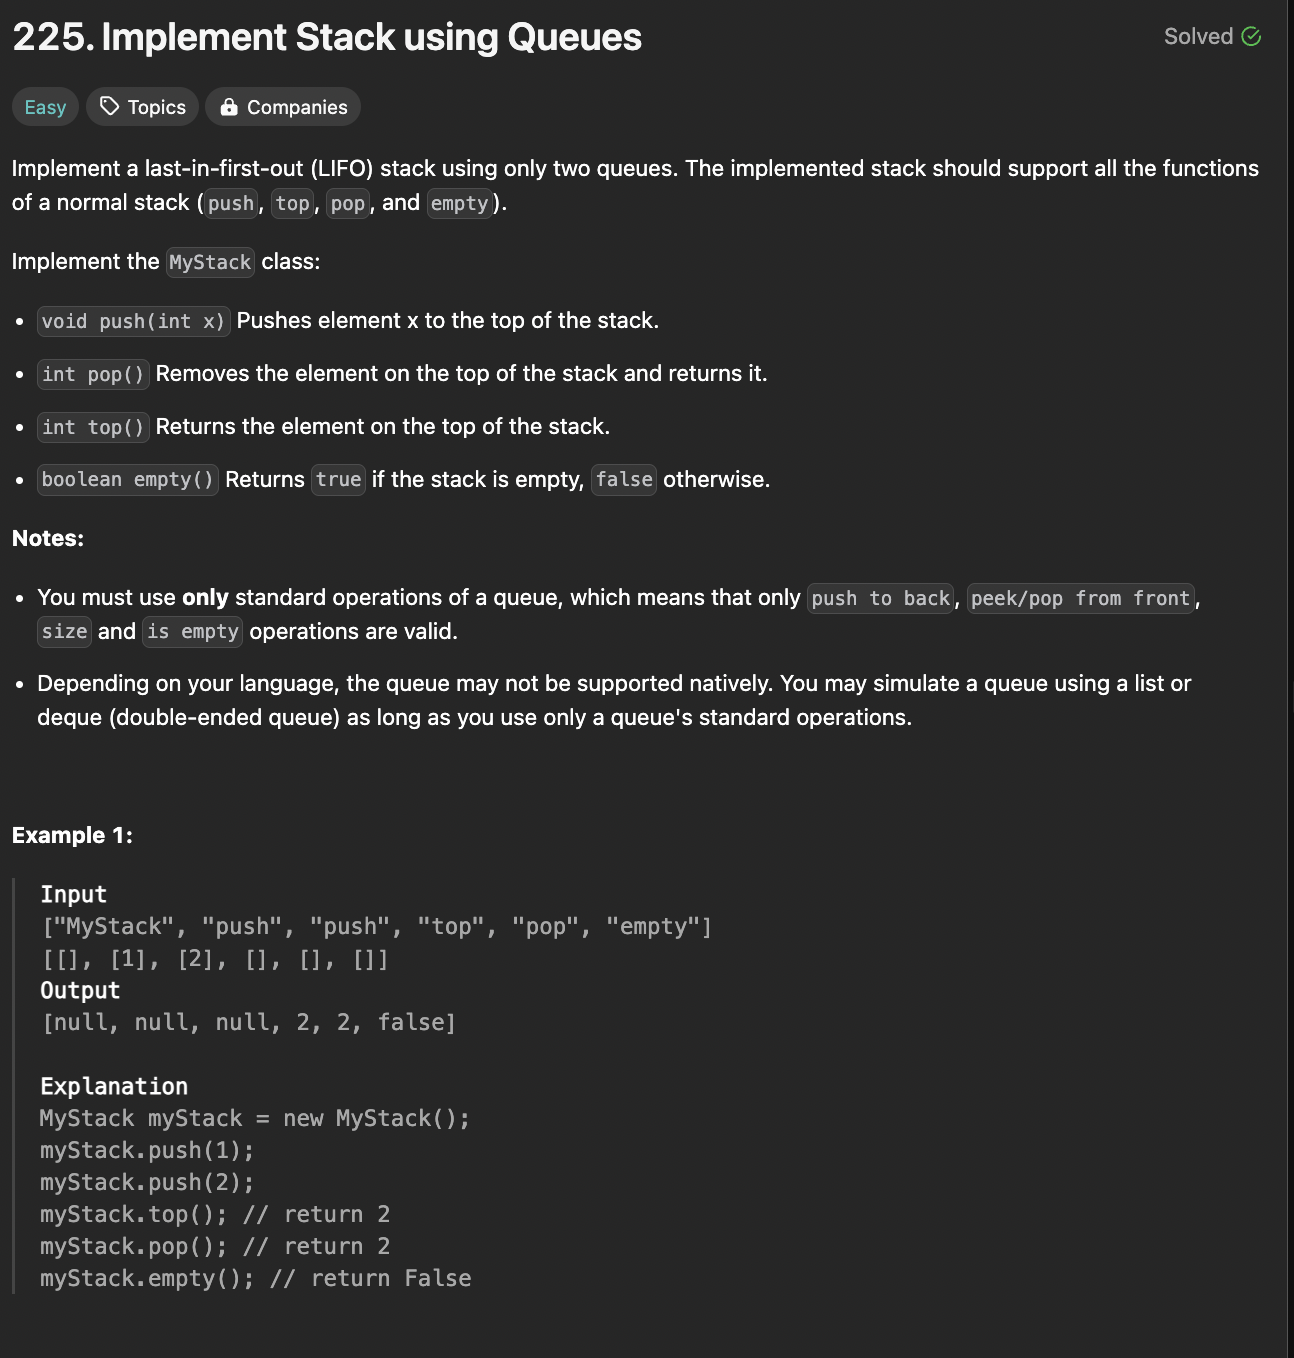 225. Implement Stack using Queues
Solved
Easy
Topics
Companies
Implement a last-in-first-out (LIFO) stack using only two queues. The implemented stack should support all the functions
of a normal stack (push, top, pop, and empty).
Implement the MyStack class:
• void push(int x) Pushes element x to the top of the stack.
• int pop() Removes the element on the top of the stack and returns it.
• int top() Returns the element on the top of the stack.
• boolean empty() Returns true if the stack is empty, false otherwise.
Notes:
• You must use only standard operations of a queue, which means that only push to back, peek/pop from front,
size and is empty operations are valid.
• Depending on your language, the queue may not be supported natively. You may simulate a queue using a list or
deque (double-ended queue) as long as you use only a queue's standard operations.
Example 1:
Input
["MyStack", "push", "push", "top", "pop", "empty"]
[[], [1], [2], [], [], []]
Output
[null, null, null, 2, 2, false]
Explanation
MyStack myStack = new MyStack();
myStack.push(1);
myStack.push(2);
myStack.top(); // return 2
myStack.pop(); // return 2
myStack.empty(); // return False